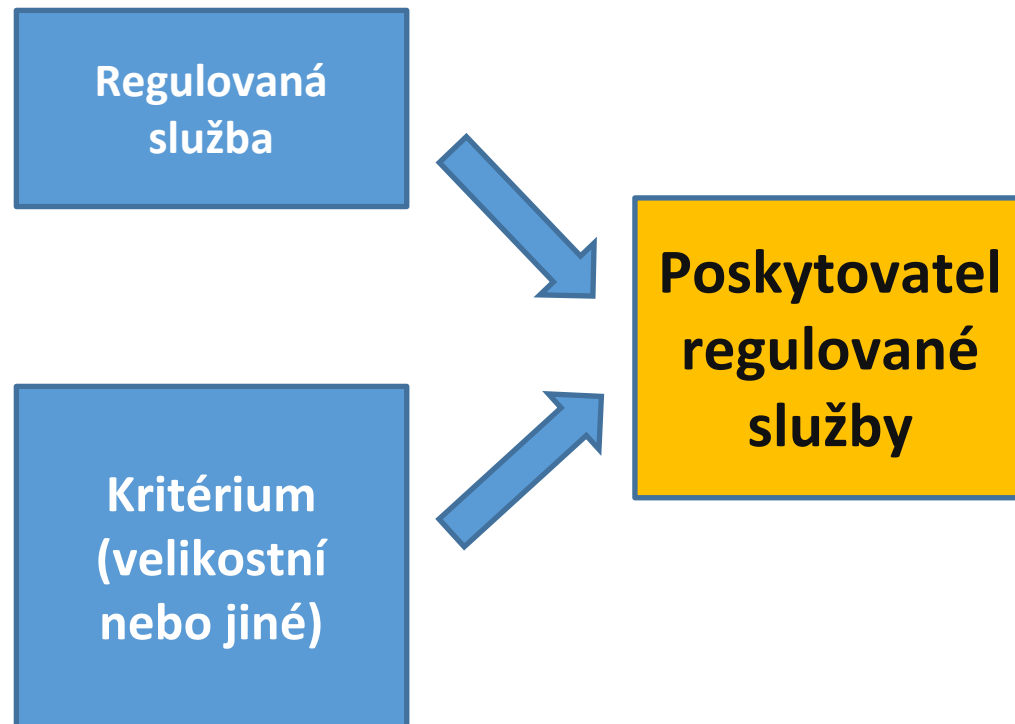 Regulovaná
služba
Poskytovatel
regulované
služby
Kritérium
(velikostní
nebo jiné)